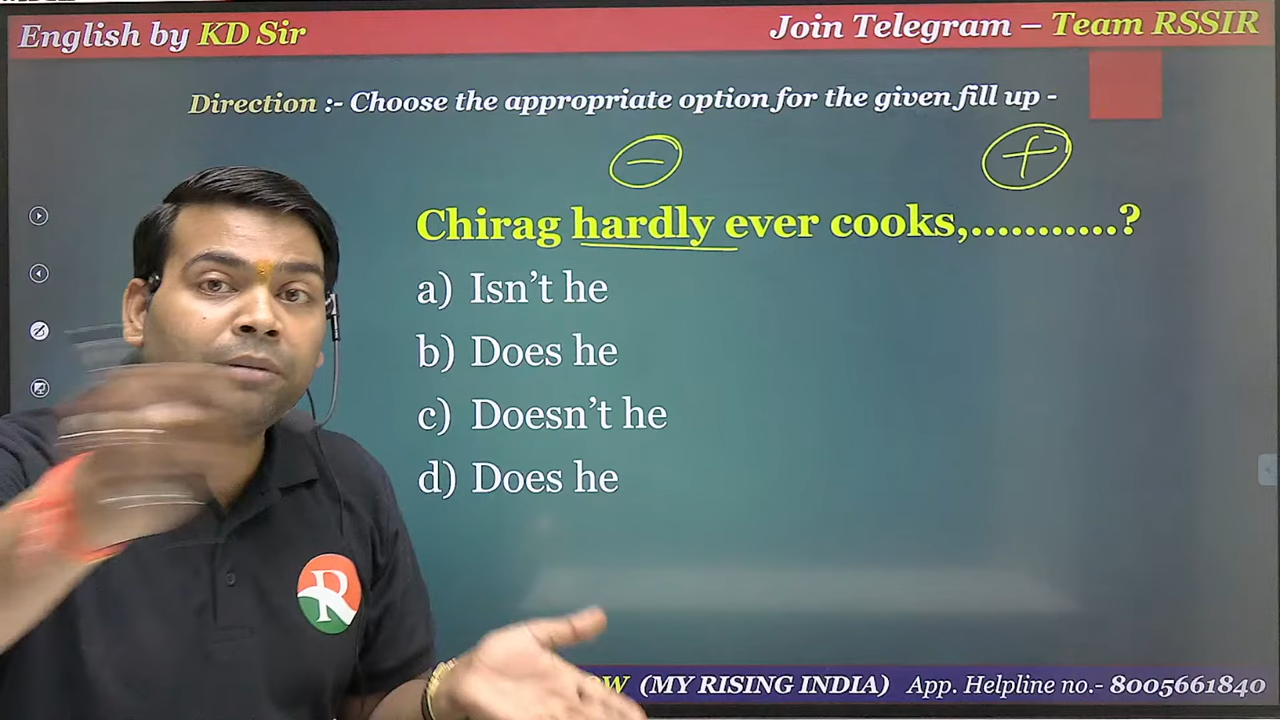 English by KD Sir
Join Telegram – Team RSSIR
Direction :- Choose the appropriate option for the given fill up -
Chirag hardly ever cooks,...........?
a) Isn't he
b) Does he
c) Doesn't he
d) Does he
(MY RISING INDIA) App. Helpline no.- 8005661840
R